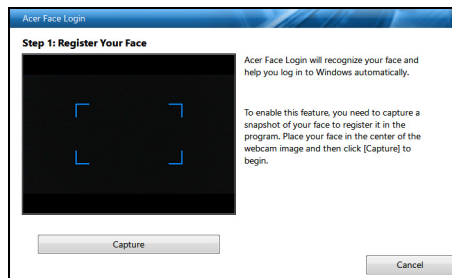 Acer Face Login
Step 1: Register Your Face
Acer Face Login will recognize your face and
help you log in to Windows automatically.
To enable this feature, you need to capture a
snapshot of your face to register it in the
program. Place your face in the center of the
webcam image and then click [Capture] to
begin.
Capture
Cancel